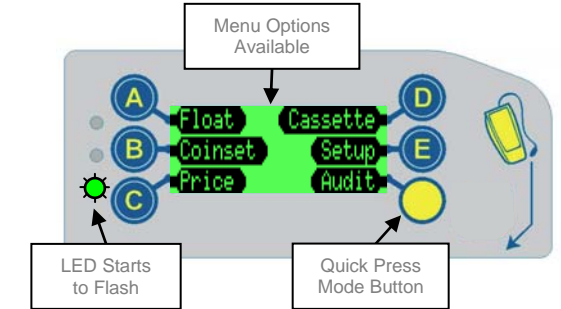 Menu Options
Available
A
Float
Cassette
D
B
Coinset
Setup
E
C
Price
Audit
LED Starts
to Flash
Quick Press
Mode Button